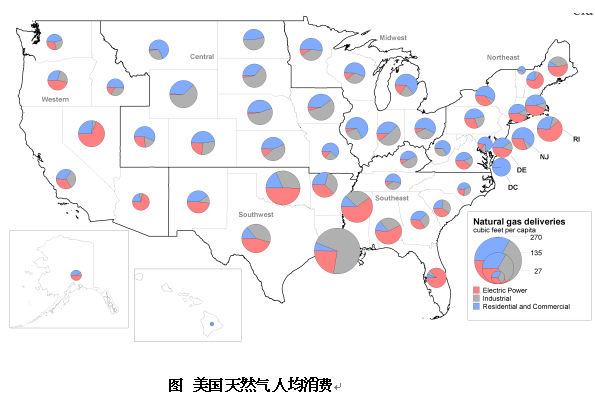 Midwest
Central
Northeast
Western
RI
NJ
DE
DC
Southwest
Southeast
Natural gas deliveries
cubic feet per capita
270
135
27
Electric Power
Industrial
Residential and Commercial
图 美国天然气人均消费